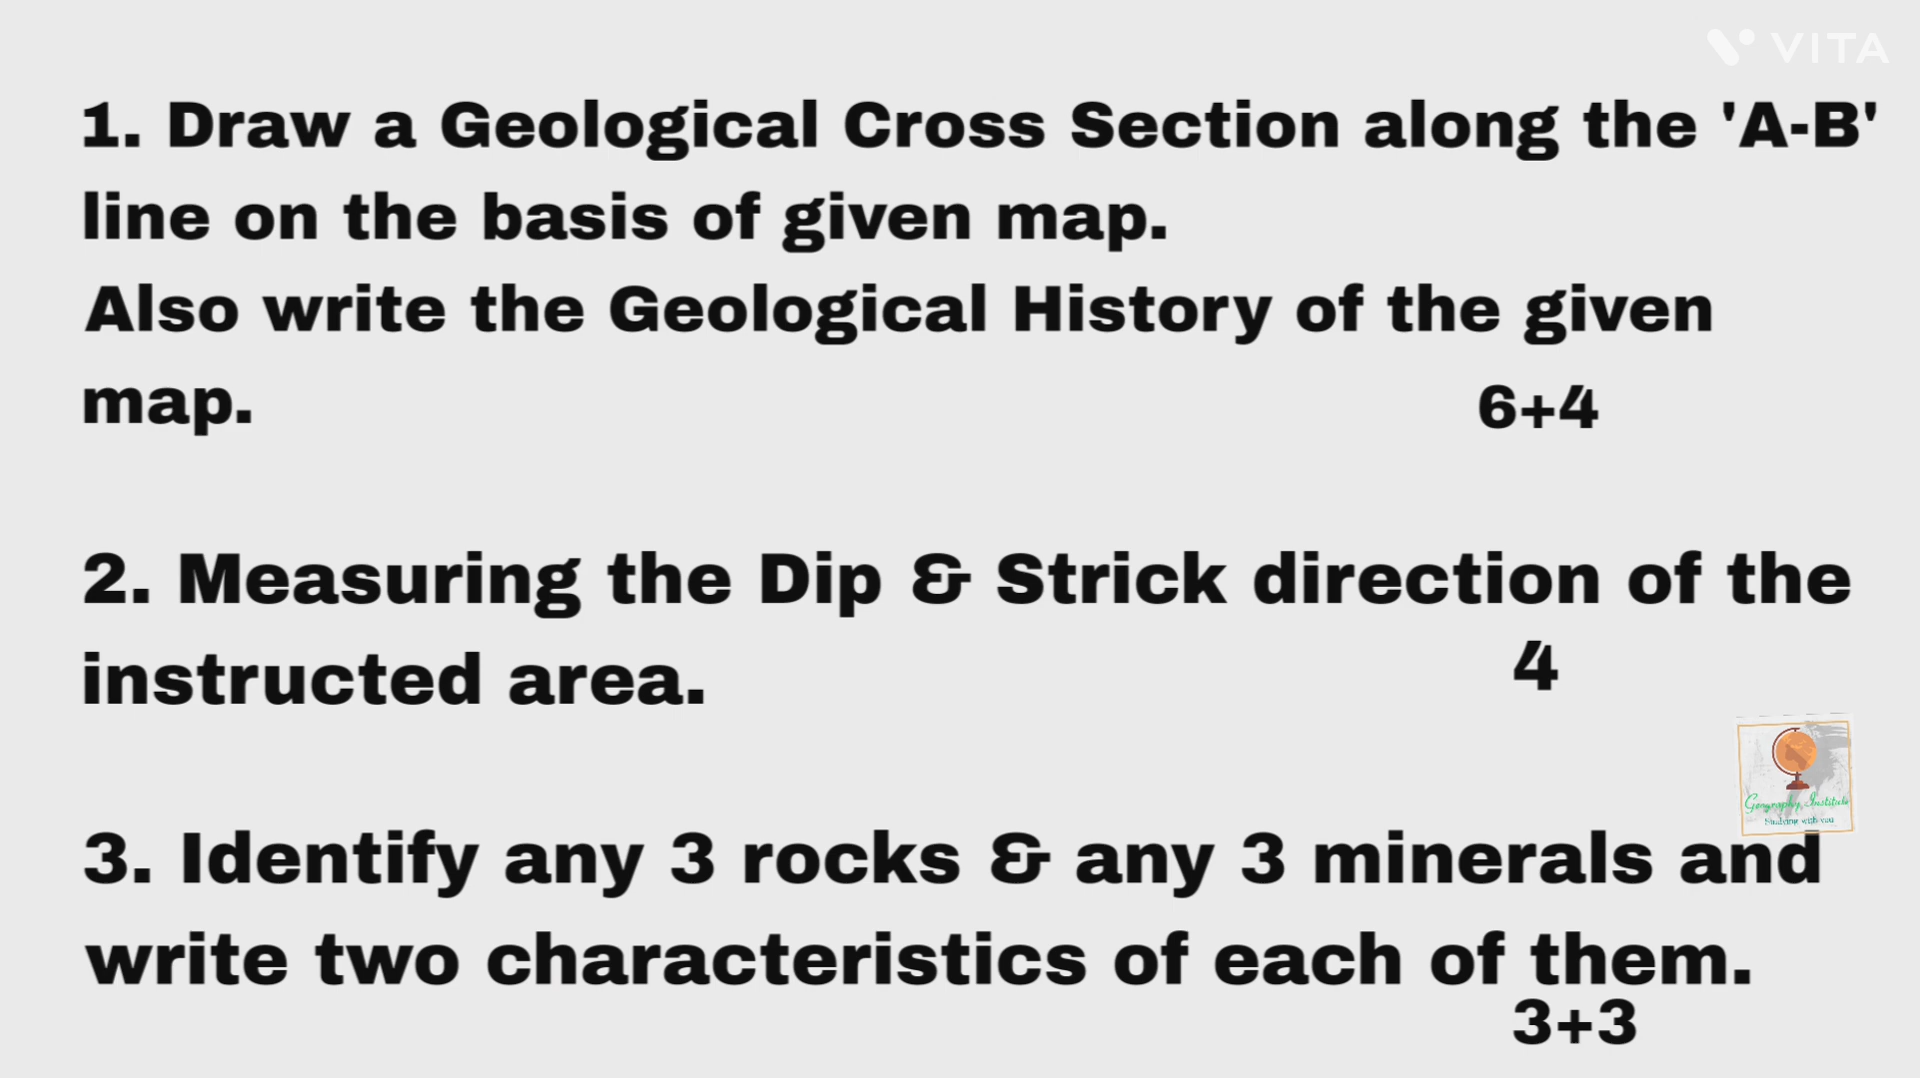 VITA
1. Draw a Geological Cross Section along the 'A-B'
line on the basis of given map.
Also write the Geological History of the given
map. 6+4
2. Measuring the Dip & Strick direction of the
instructed area. 4
Geography Institute
Studying with you
3. Identify any 3 rocks & any 3 minerals and
write two characteristics of each of them.
3+3